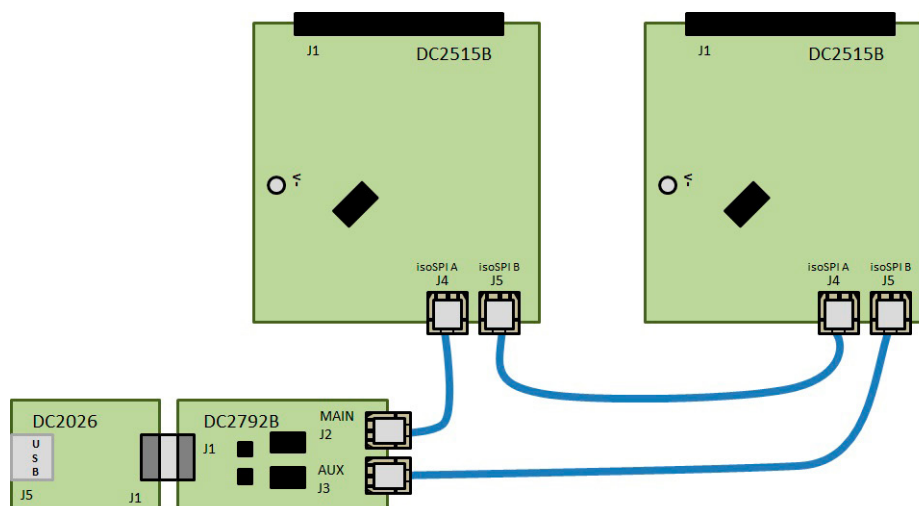 J1
DC2515B
V-
isoSPI A
isoSPI B
J4
J5
J1
DC2515B
V-
isoSPI A
isoSPI B
J4
J5
DC2026
U
S
B
J5
J1
DC2792B
MAIN
J1
J2
AUX
J3